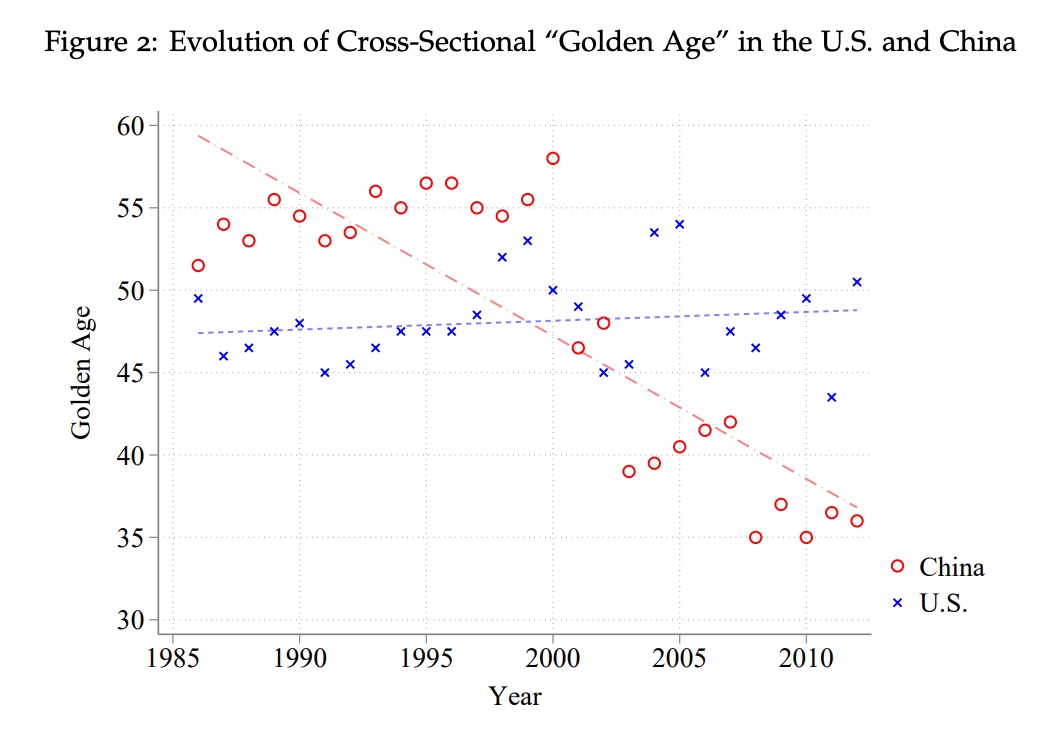 Figure 2: Evolution of Cross-Sectional “Golden Age” in the U.S. and China
60
55
50
45
40
35
30
Golden Age
1985 1990 1995 2000 2005 2010
Year
China
U.S.